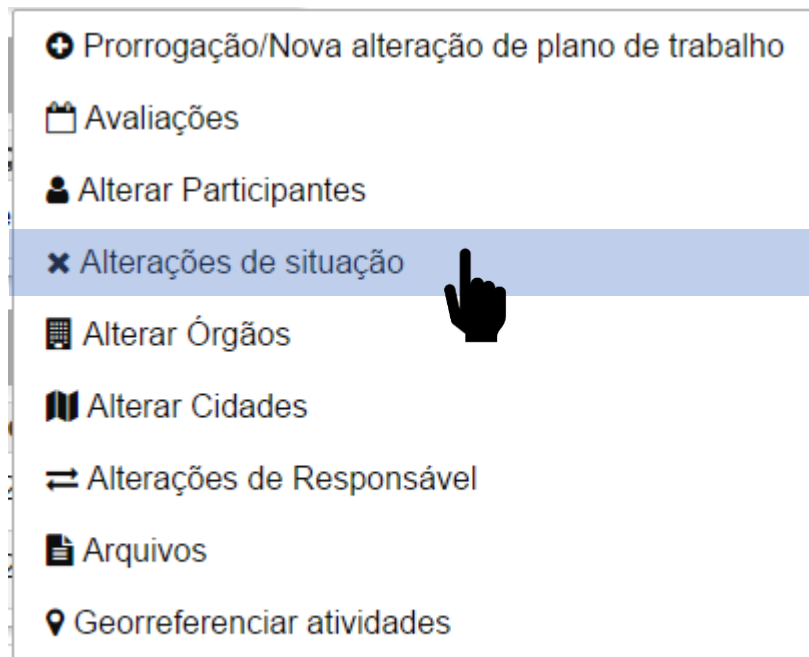 Prorrogação/Nova alteração de plano de trabalho
Avaliações
Alterar Participantes
Alterações de situação
Alterar Órgãos
Alterar Cidades
Alterações de Responsável
Arquivos
Georreferenciar atividades